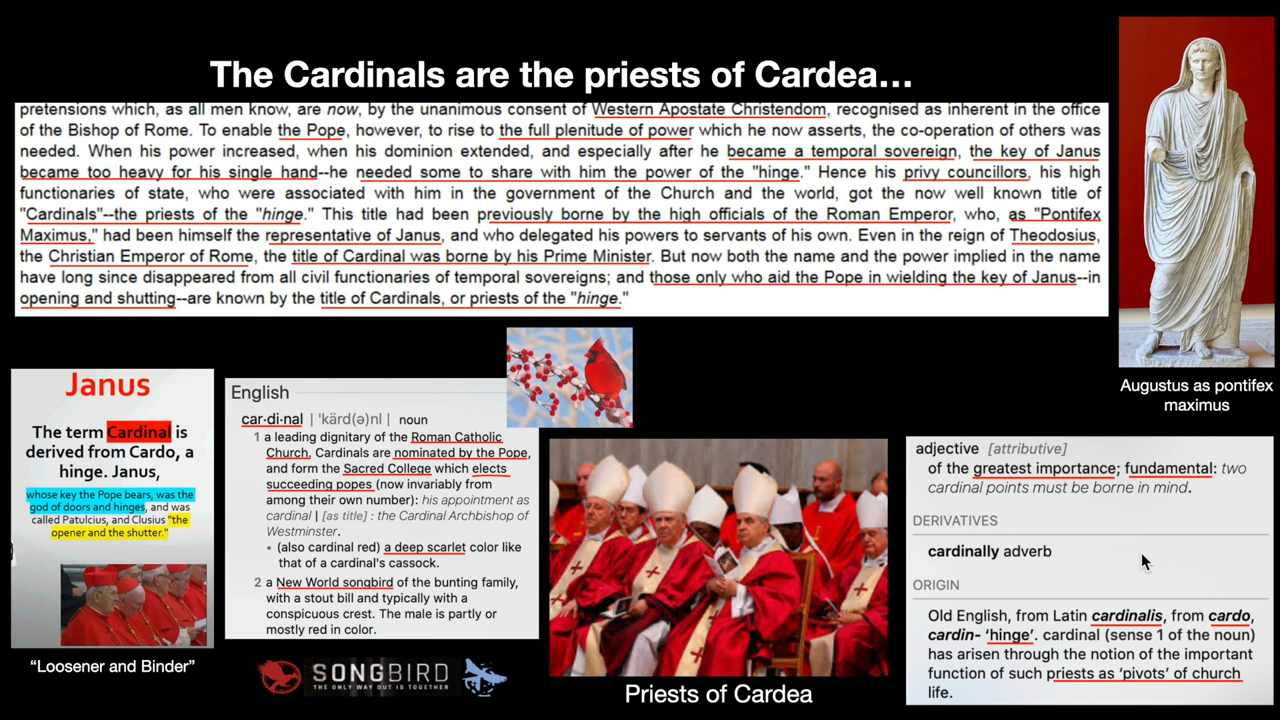 The Cardinals are the priests of Cardea…
pretensions which, as all men know, are now, by the unanimous consent of Western Apostate Christendom, recognised as inherent in the office
of the Bishop of Rome. To enable the Pope, however, to rise to the full plenitude of power which he now asserts, the co-operation of others was
needed. When his power increased, when his dominion extended, and especially after he became a temporal sovereign, the key of Janus
became too heavy for his single hand--he needed some to share with him the power of the "hinge." Hence his privy councillors, his high
functionaries of state, who were associated with him in the government of the Church and the world, got the now well known title of
"Cardinals"--the priests of the "hinge." This title had been previously borne by the high officials of the Roman Emperor, who, as "Pontifex
Maximus," had been himself the representative of Janus, and who delegated his powers to servants of his own. Even in the reign of Theodosius,
the Christian Emperor of Rome, the title of Cardinal was borne by his Prime Minister. But now both the name and the power implied in the name
have long since disappeared from all civil functionaries of temporal sovereigns; and those only who aid the Pope in wielding the key of Janus--in
opening and shutting--are known by the title of Cardinals, or priests of the "hinge."
Augustus as pontifex
maximus
Janus
The term Cardinal is
derived from Cardo, a
hinge. Janus,
whose key the Pope bears, was the
god of doors and hinges, and was
called Patulcius, and Clusius "the
opener and the shutter."
“Loosener and Binder”
English
car·di·nal | ˈkärd(ə)nl | noun
1 a leading dignitary of the Roman Catholic
Church. Cardinals are nominated by the Pope,
and form the Sacred College which elects
succeeding popes (now invariably from
among their own number): his appointment as
cardinal | [as title] : the Cardinal Archbishop of
Westminster.
• (also cardinal red) a deep scarlet color like
that of a cardinal's cassock.
2 a New World songbird of the bunting family,
with a stout bill and typically with a
conspicuous crest. The male is partly or
mostly red in color.
SONGBIRD
THE ONLY WAY OUT IS TOGETHER
Priests of Cardea
adjective [attributive]
of the greatest importance; fundamental: two
cardinal points must be borne in mind.
DERIVATIVES
cardinally adverb
ORIGIN
Old English, from Latin cardinalis, from cardo,
cardin- ‘hinge’. cardinal (sense 1 of the noun)
has arisen through the notion of the important
function of such priests as ‘pivots’ of church
life.